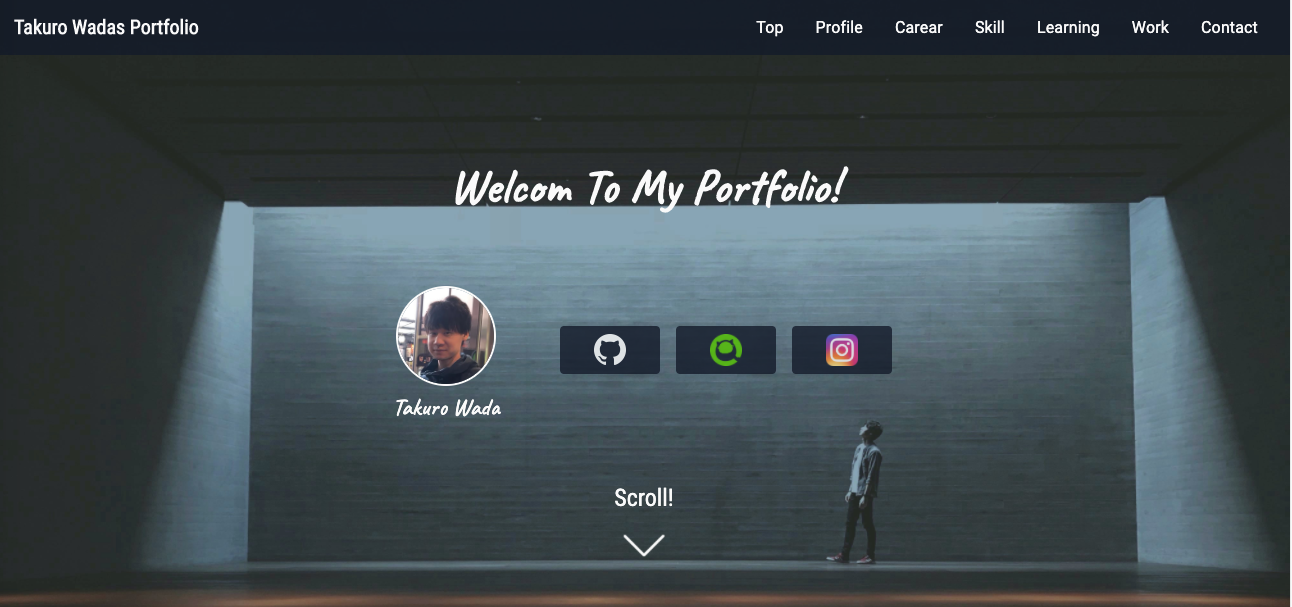 Takuro Wadas Portfolio
Top Profile Carear Skill Learning Work Contact
Welcom To My Portfolio!
Takuro Wada
Scroll!